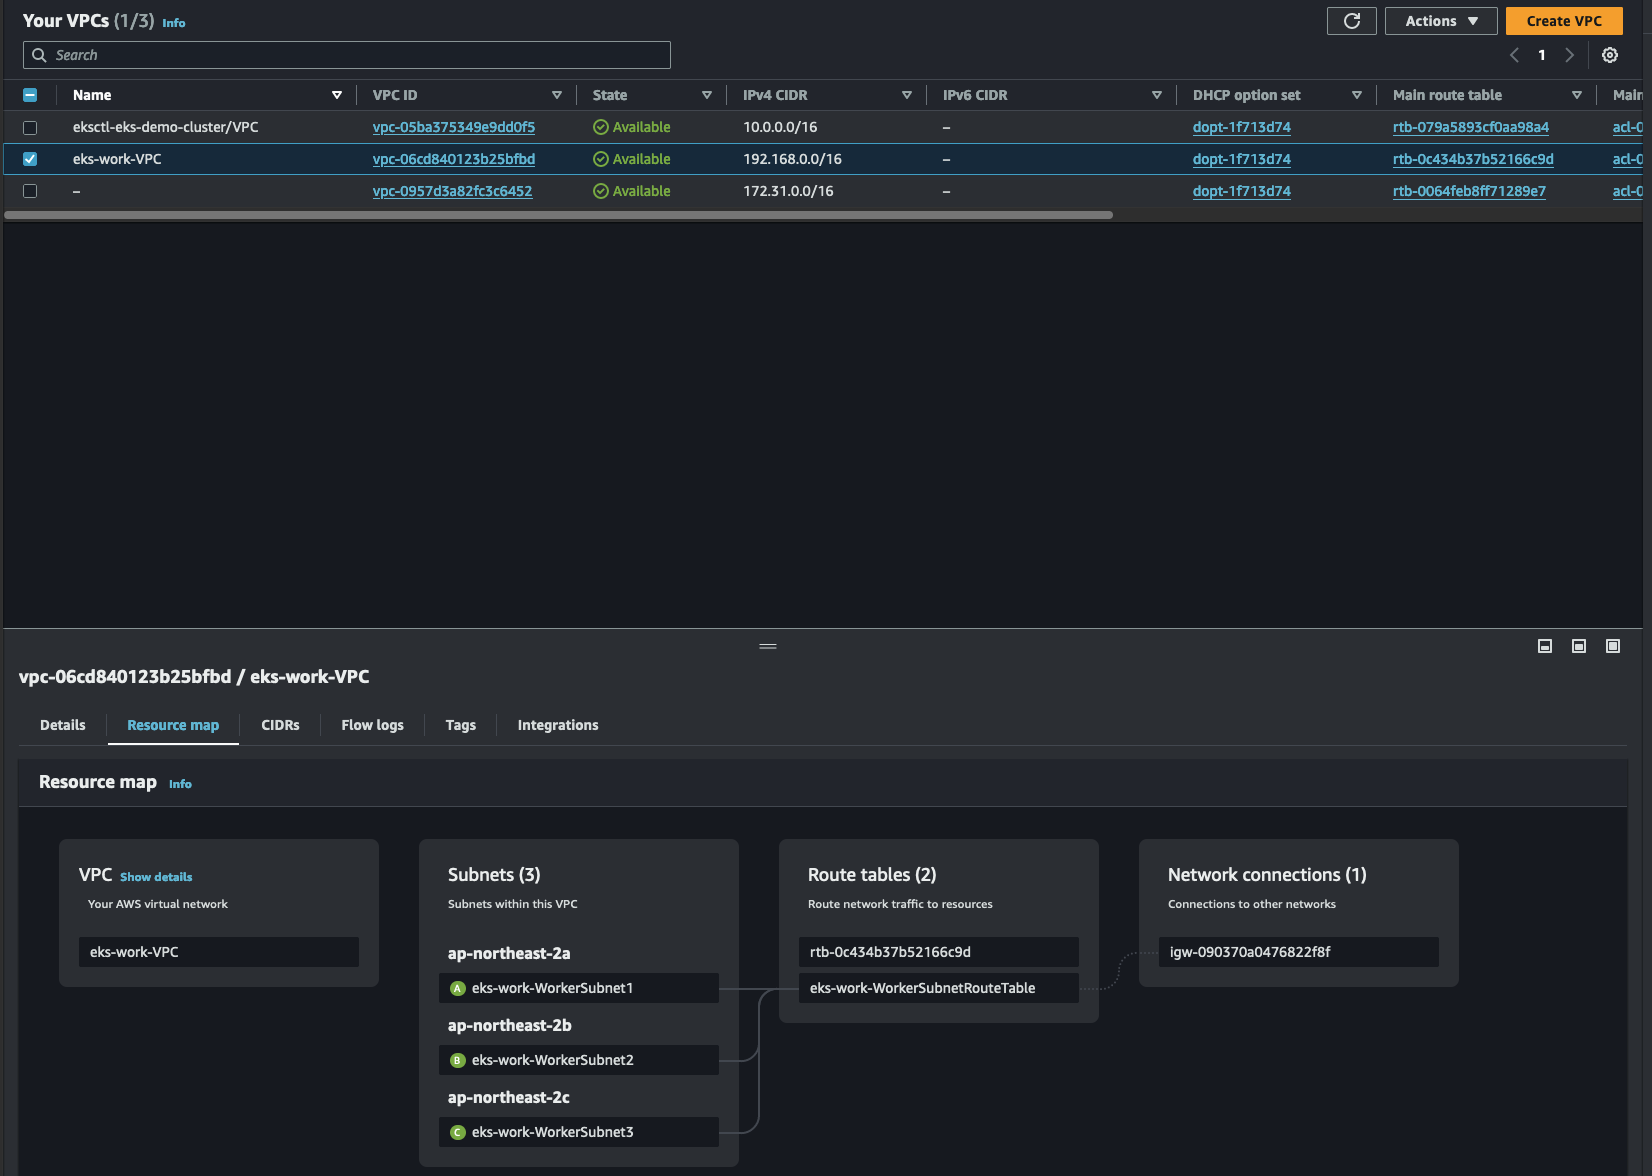 Your VPCs (1/3) Info
Actions ▼ Create VPC
Search
1
Name VPC ID State IPv4 CIDR IPv6 CIDR DHCP option set Main route table Main
eksctl-eks-demo-cluster/VPC vpc-05ba375349e9dd0f5 Available 10.0.0.0/16 – dopt-1f713d74 rtb-079a5893cf0aa98a4 acl-0
eks-work-VPC vpc-06cd840123b25bfbd Available 192.168.0.0/16 – dopt-1f713d74 rtb-0c434b37b52166c9d acl-0
– vpc-0957d3a82fc3c6452 Available 172.31.0.0/16 – dopt-1f713d74 rtb-0064feb8ff71289e7 acl-0
vpc-06cd840123b25bfbd / eks-work-VPC
Details Resource map CIDRs Flow logs Tags Integrations
Resource map Info
VPC Show details
Your AWS virtual network
eks-work-VPC
Subnets (3)
Subnets within this VPC
ap-northeast-2a
A eks-work-WorkerSubnet1
ap-northeast-2b
B eks-work-WorkerSubnet2
ap-northeast-2c
C eks-work-WorkerSubnet3
Route tables (2)
Route network traffic to resources
rtb-0c434b37b52166c9d
eks-work-WorkerSubnetRouteTable
Network connections (1)
Connections to other networks
igw-090370a0476822f8f